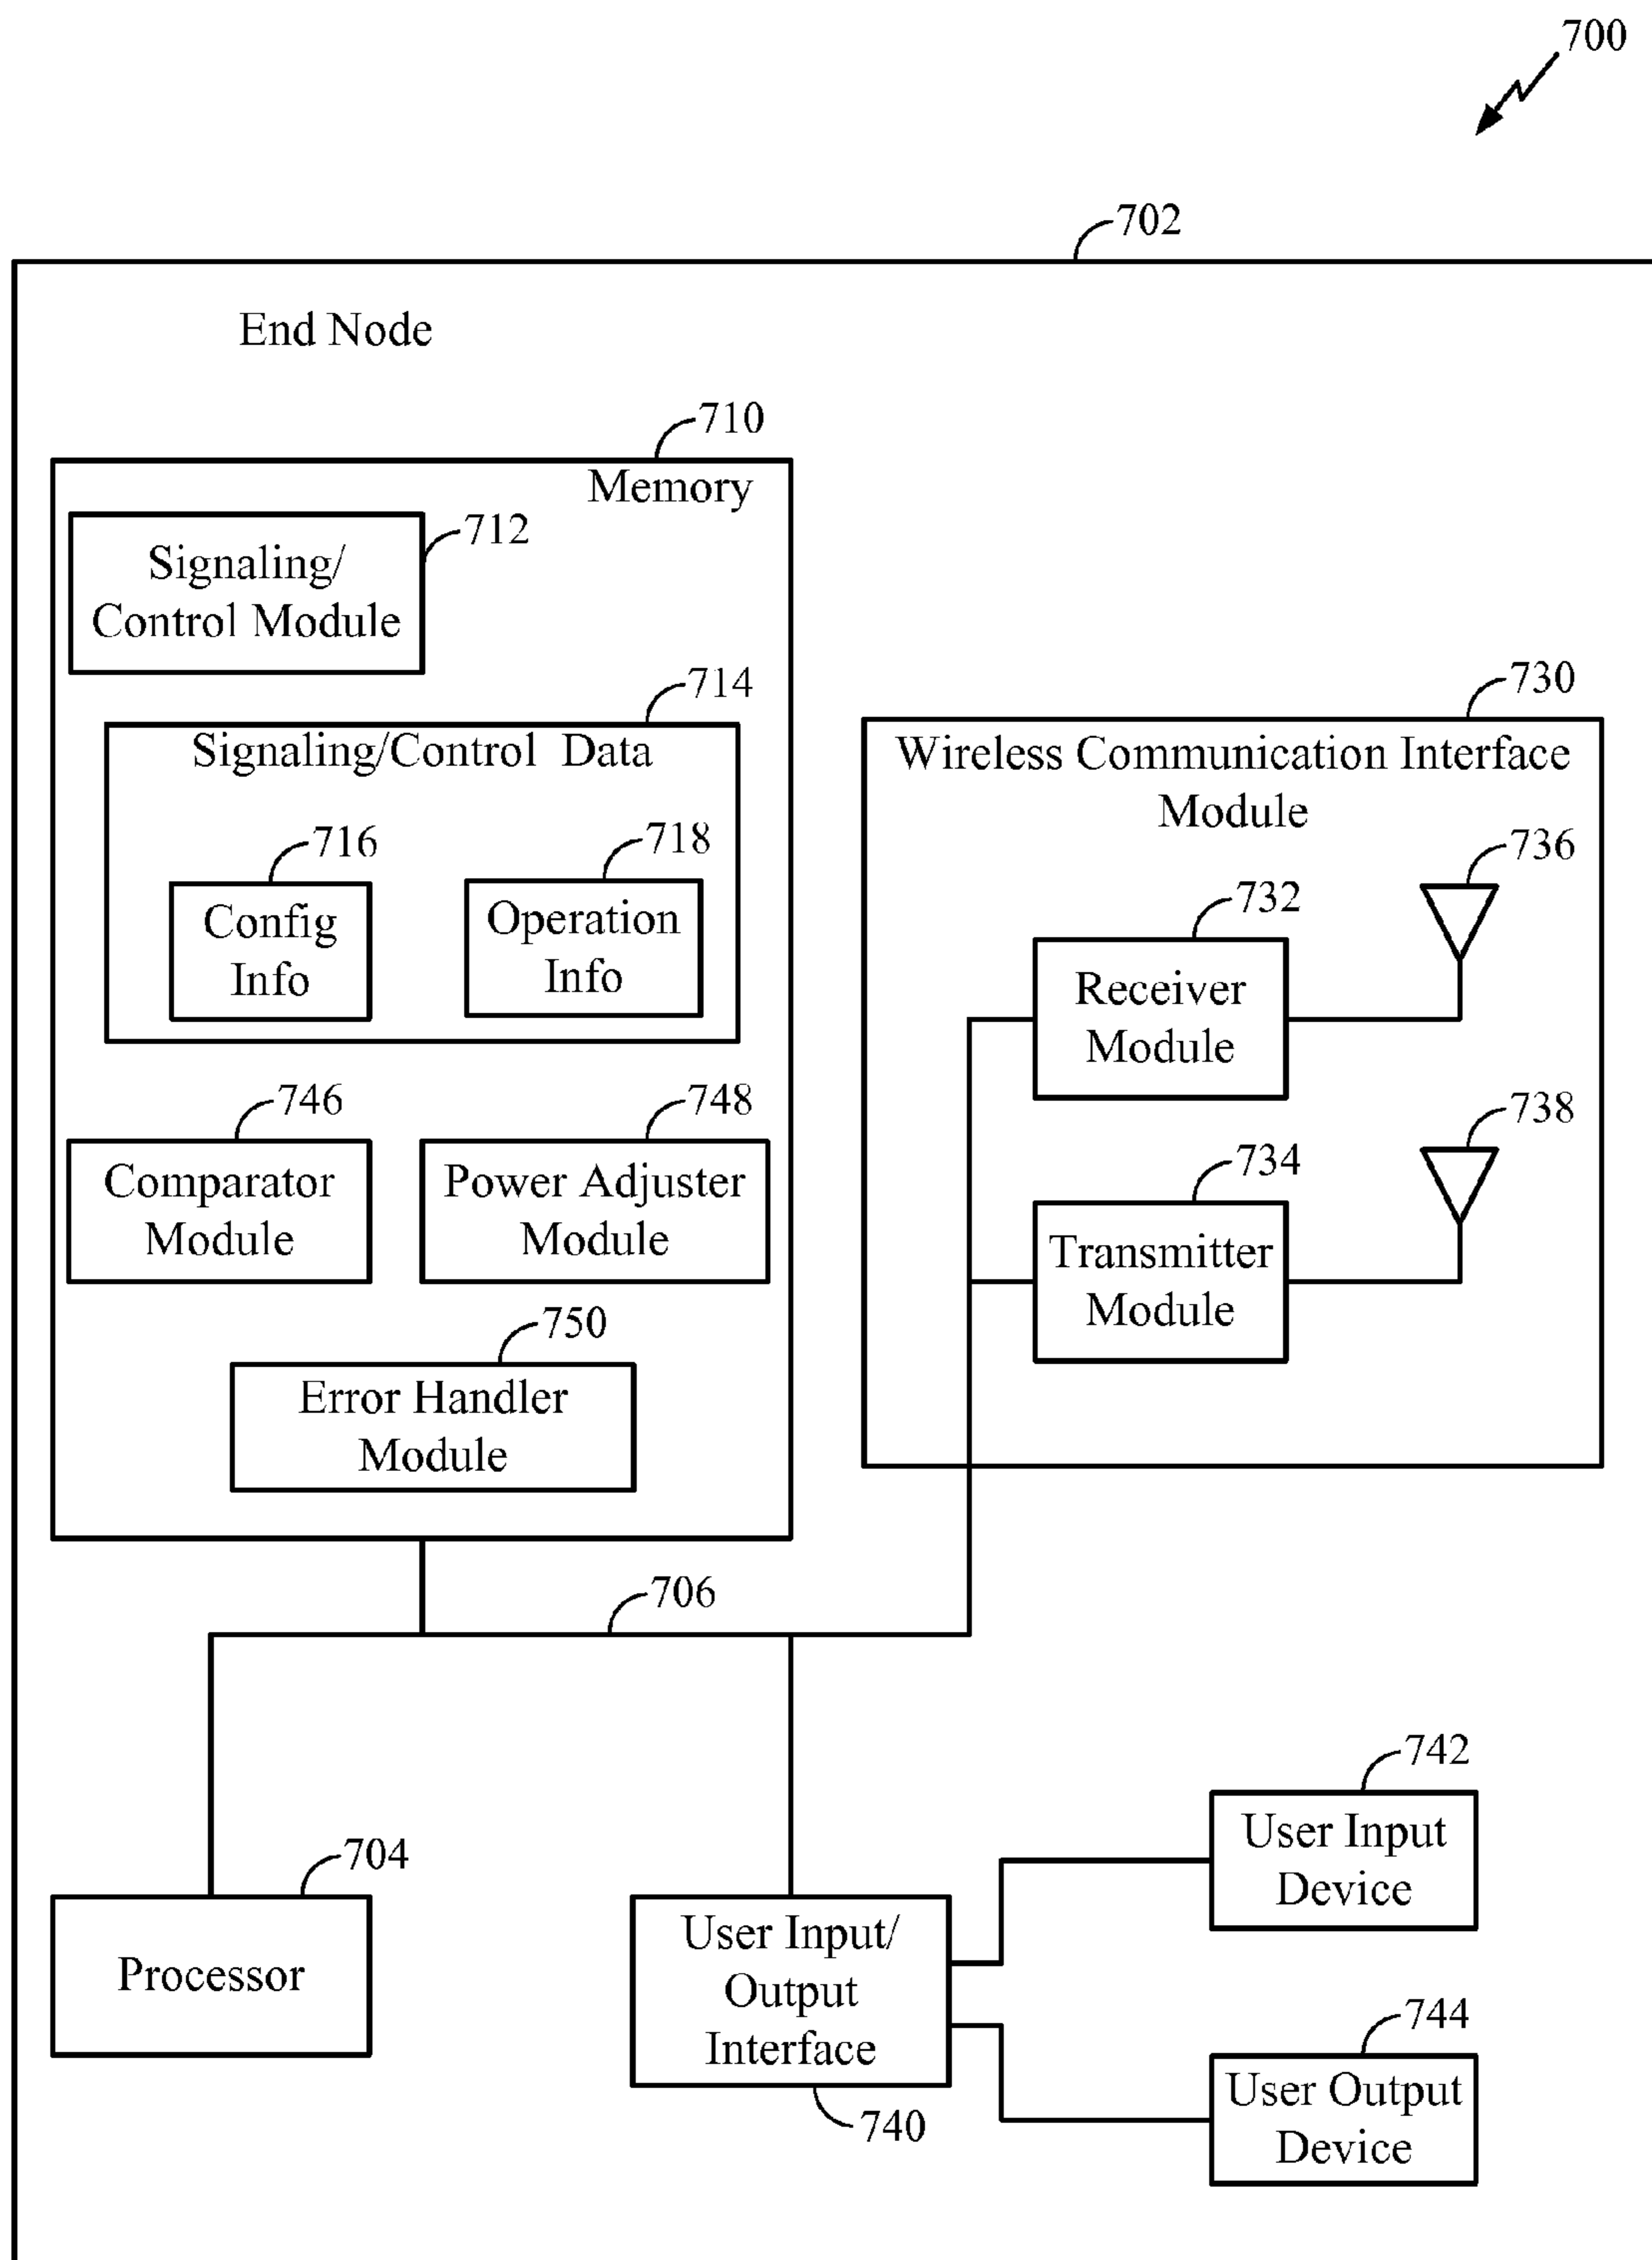 700
702
End Node
710
Memory
712
Signaling/
Control Module
714
Signaling/Control Data
716
Config
Info
718
Operation
Info
746
Comparator
Module
748
Power Adjuster
Module
750
Error Handler
Module
730
Wireless Communication Interface
Module
736
732
Receiver
Module
738
734
Transmitter
Module
706
704
Processor
User Input/
Output
Interface
740
742
User Input
Device
744
User Output
Device